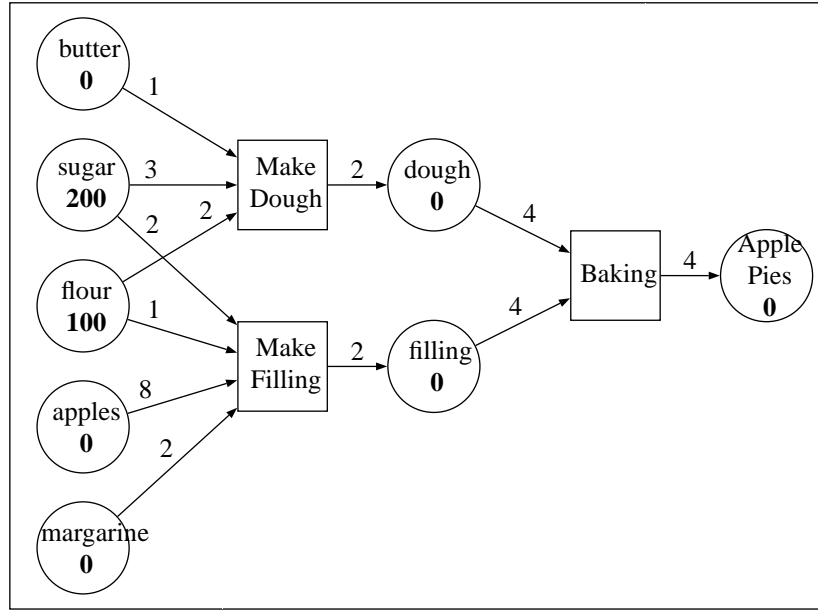 butter
0
1
sugar
200
3
2
2
flour
100
1
apples
0
8
2
margarine
0
Make
Dough
2
dough
0
4
Make
Filling
2
filling
0
4
Baking
4
Apple
Pies
0